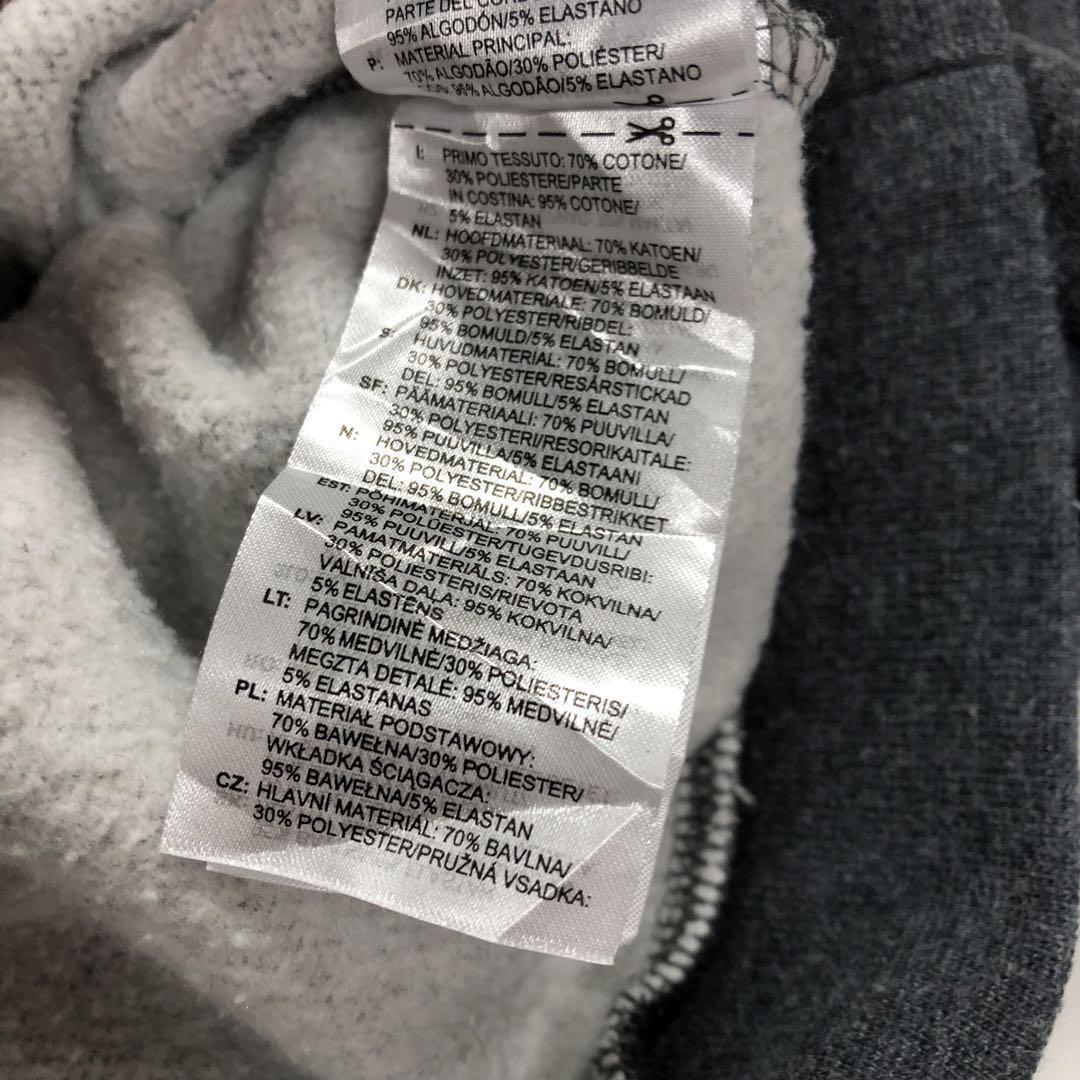 PARTE DEL
95% ALGODÓN/5% ELASTANO
P: MATERIAL PRINCIPAL:
70% ALGODÃO/30% POLIÉSTER/
95% ALGODÃO/5% ELASTANO
I: PRIMO TESSUTO: 70% COTONE/
30% POLIESTERE/PARTE
IN COSTINA: 95% COTONE/
5% ELASTAN
NL: HOOFDMATERIAAL: 70% KATOEN/
30% POLYESTER/GERIBBELDE
INZET: 95% KATOEN/5% ELASTAAN
DK: HOVEDMATERIALE: 70% BOMULD/
30% POLYESTER/RIBDEL:
95% BOMULD/5% ELASTAN
S: HUVUDMATERIAL: 70% BOMULL/
30% POLYESTER/RESÅRSTICKAD
DEL: 95% BOMULL/5% ELASTAN
SF: PÄÄMATERIAALI: 70% PUUVILLA/
30% POLYESTERI/RESORIKAITALE:
95% PUUVILLA/5% ELASTAANI
N: HOVEDMATERIAL: 70% BOMULL/
30% POLYESTER/RIBBESTRIKKET
DEL: 95% BOMULL/5% ELASTAN
EST: PÕHIMATERJAL: 70% PUUVILL/
30% POLÜESTER/TUGEVDUSRIBI:
95% PUUVILL/5% ELASTAAN
LV: PAMATMATERIĀLS: 70% KOKVILNA/
30% POLIESTERIS/RIEVOTA
VALNĪŠA DAĻA: 95% KOKVILNA/
5% ELASTĒNS
LT: PAGRINDINĖ MEDŽIAGA:
70% MEDVILNĖ/30% POLIESTERIS/
MEGZTA DETALĖ: 95% MEDVILNĖ/
5% ELASTANAS
PL: MATERIAŁ PODSTAWOWY:
70% BAWEŁNA/30% POLIESTER/
WKŁADKA ŚCIĄGACZA:
95% BAWEŁNA/5% ELASTAN
CZ: HLAVNÍ MATERIÁL: 70% BAVLNA/
30% POLYESTER/PRUŽNÁ VSADKA: